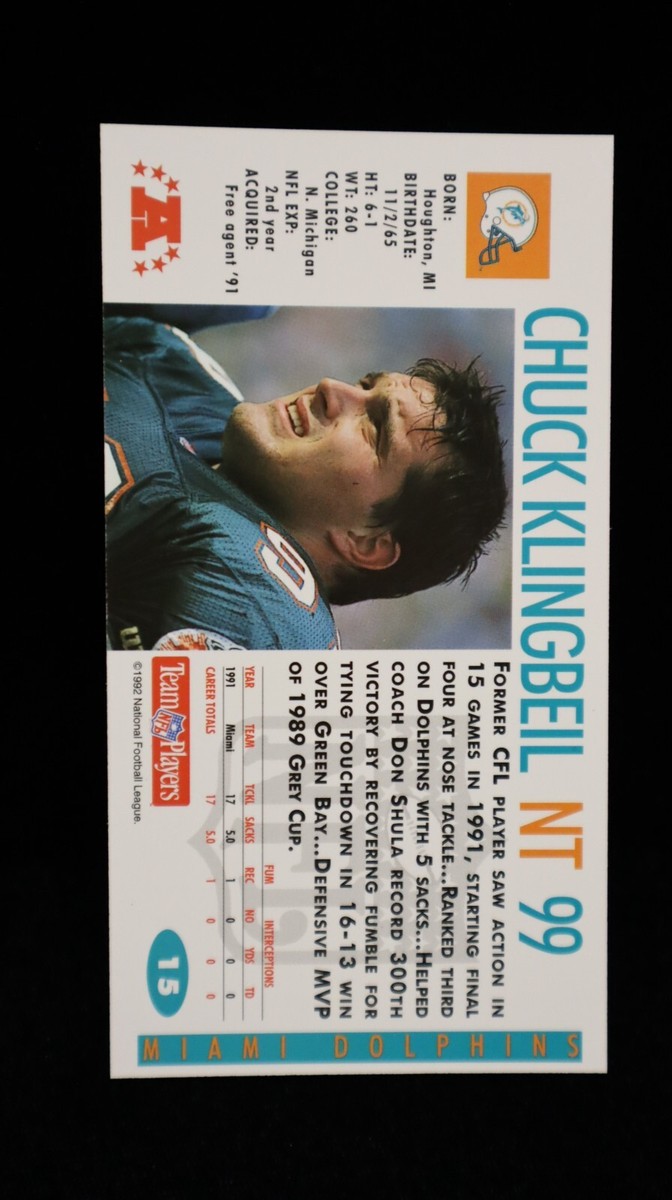 CHUCK KLINGBEIL NT 99
BORN:
Houghton, MI
BIRTHDATE:
11/2/65
HT: 6-1
WT: 260
COLLEGE:
N. Michigan
NFL EXP:
2nd year
ACQUIRED:
Free agent '91
A
FORMER CFL PLAYER SAW ACTION IN
15 GAMES IN 1991, STARTING FINAL
FOUR AT NOSE TACKLE...RANKED THIRD
ON DOLPHINS WITH 5 SACKS...HELPED
COACH DON SHULA RECORD 300TH
VICTORY BY RECOVERING FUMBLE FOR
TYING TOUCHDOWN IN 16-13 WIN
OVER GREEN BAY...DEFENSIVE MVP
OF 1989 GREY CUP.
FUM INTERCEPTIONS
YEAR TEAM TCKL SACKS REC NO YDS TD
1991 Miami 17 5.0 1 0 0 0
CAREER TOTALS 17 5.0 1 0 0 0
Team NFL Players
©1992 National Football League.
15
MIAMI DOLPHINS